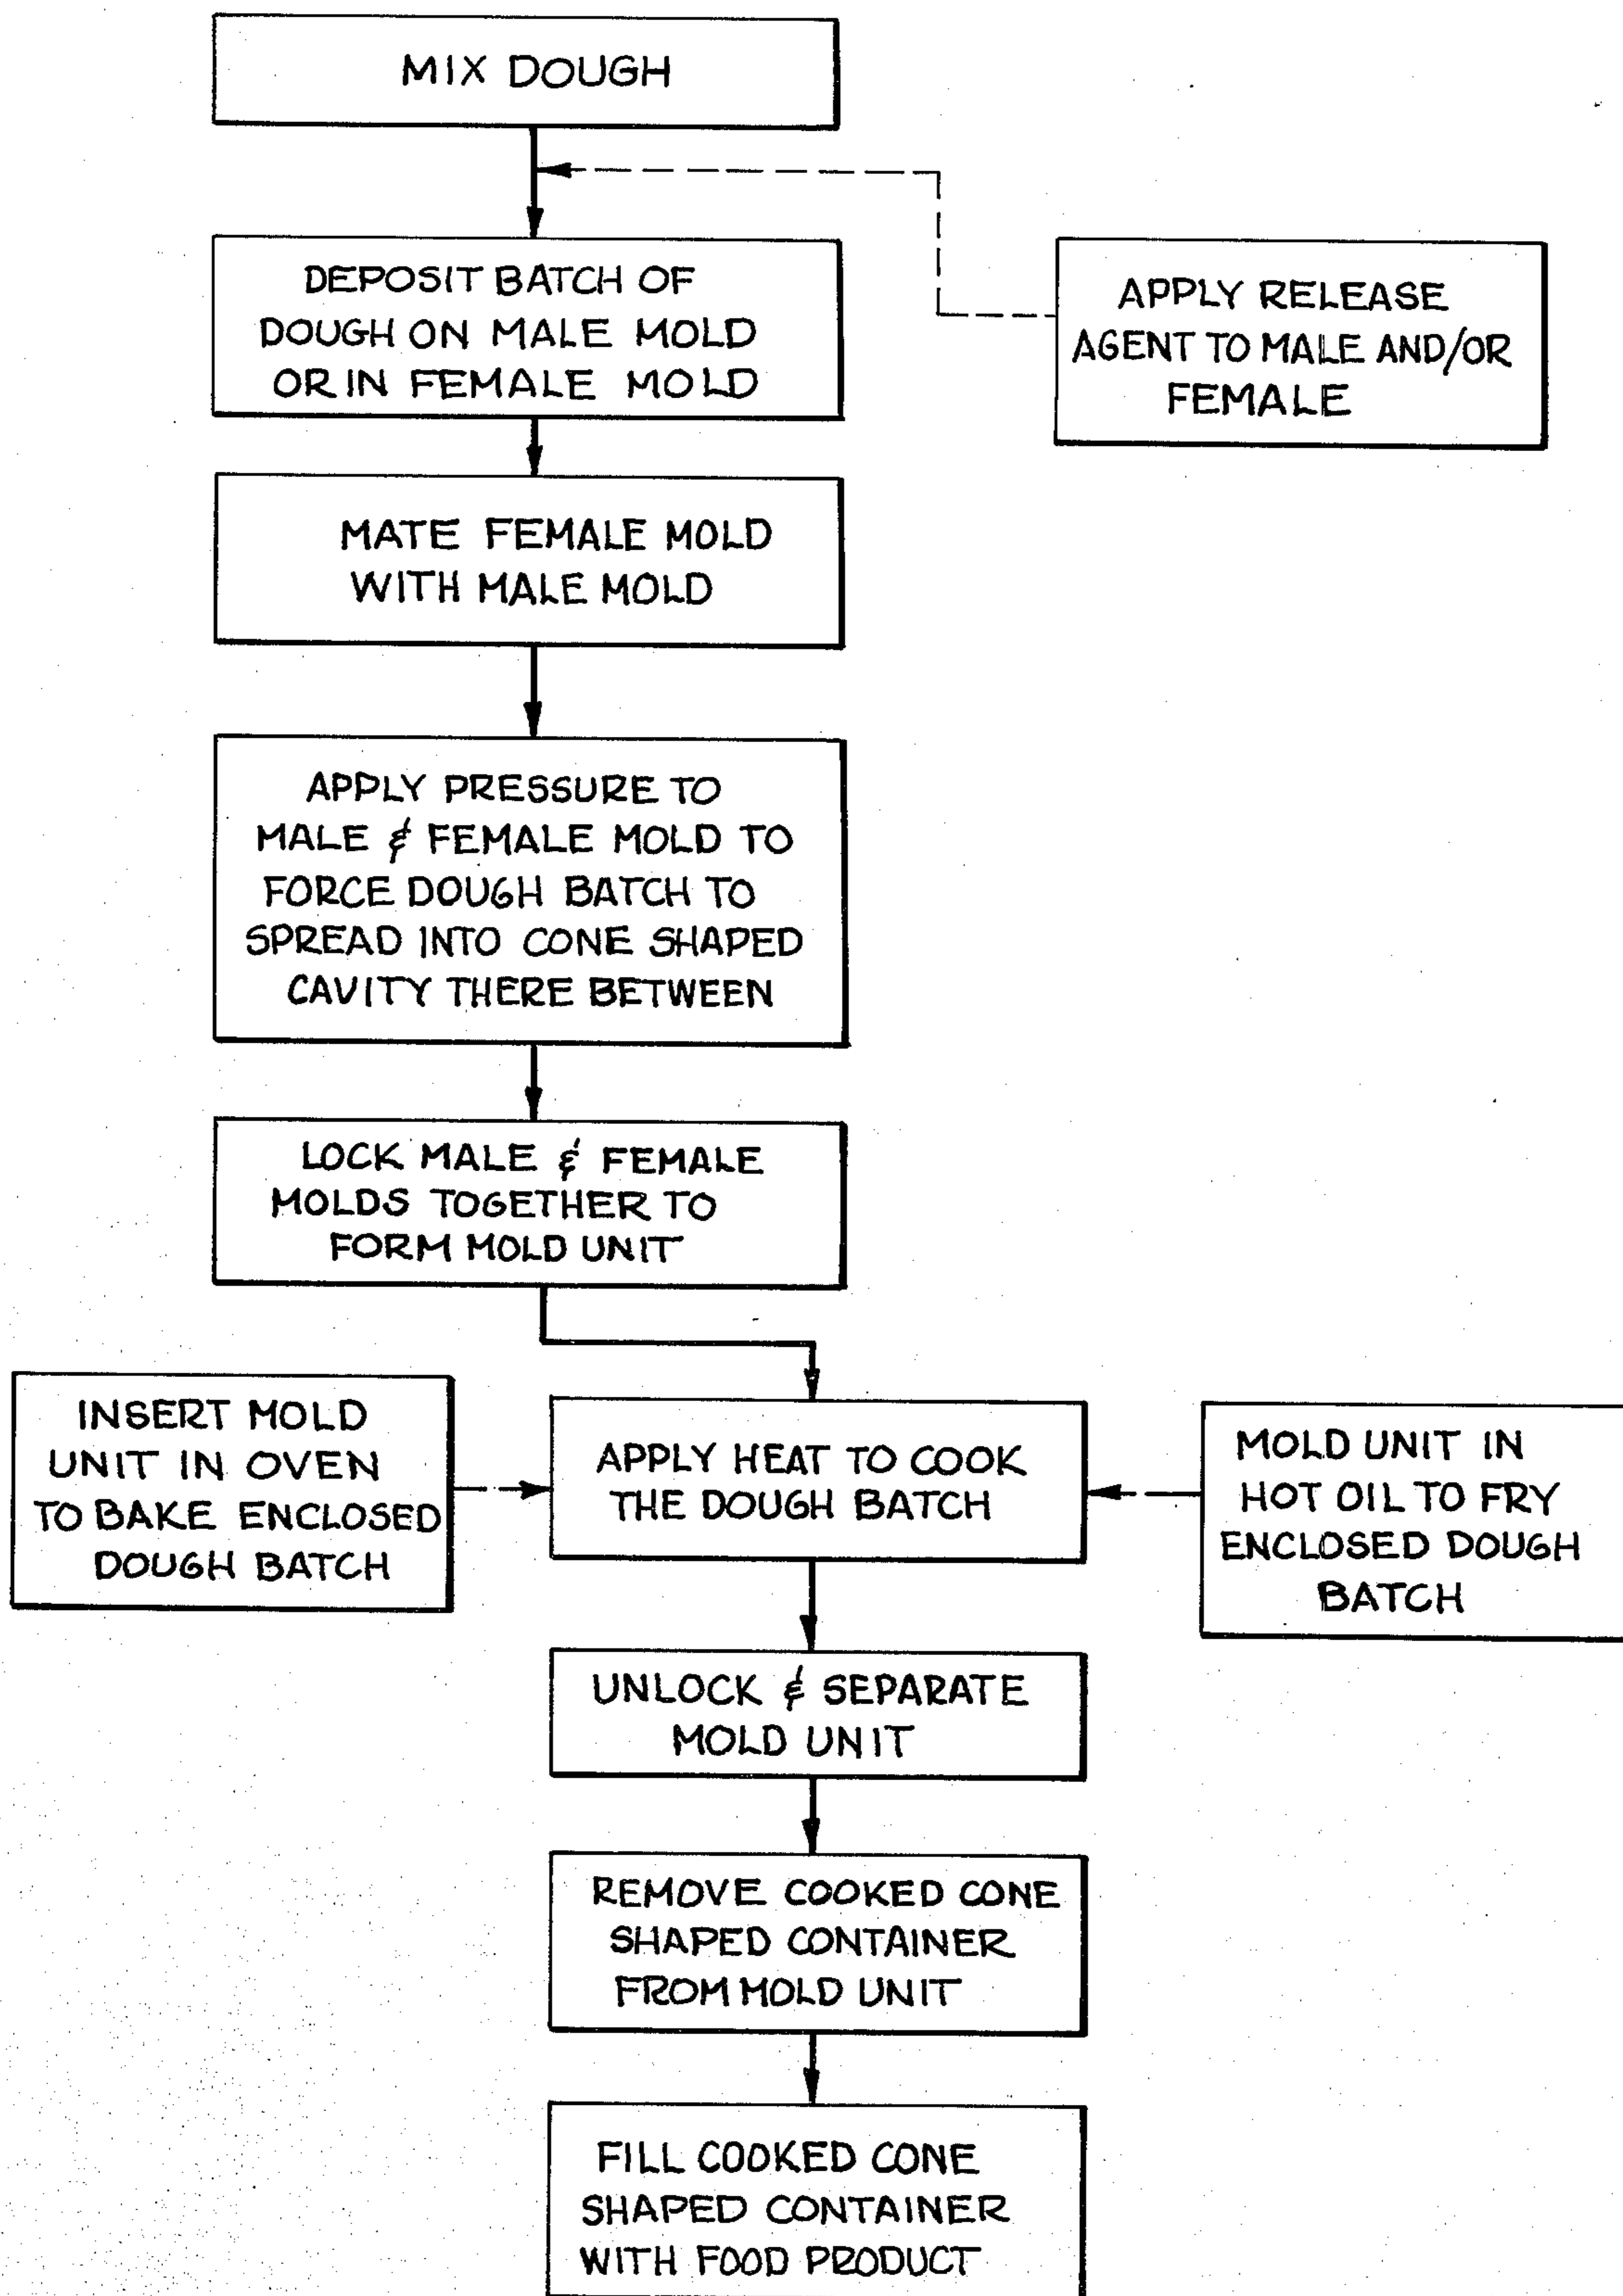 MIX DOUGH
DEPOSIT BATCH OF
DOUGH ON MALE MOLD
OR IN FEMALE MOLD
APPLY RELEASE
AGENT TO MALE AND/OR
FEMALE
MATE FEMALE MOLD
WITH MALE MOLD
APPLY PRESSURE TO
MALE & FEMALE MOLD TO
FORCE DOUGH BATCH TO
SPREAD INTO CONE SHAPED
CAVITY THERE BETWEEN
LOCK MALE & FEMALE
MOLDS TOGETHER TO
FORM MOLD UNIT
INSERT MOLD
UNIT IN OVEN
TO BAKE ENCLOSED
DOUGH BATCH
APPLY HEAT TO COOK
THE DOUGH BATCH
MOLD UNIT IN
HOT OIL TO FRY
ENCLOSED DOUGH
BATCH
UNLOCK & SEPARATE
MOLD UNIT
REMOVE COOKED CONE
SHAPED CONTAINER
FROM MOLD UNIT
FILL COOKED CONE
SHAPED CONTAINER
WITH FOOD PRODUCT